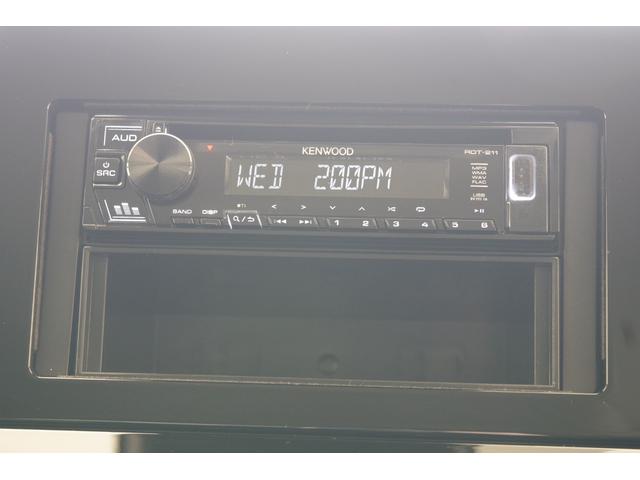 AUD
KENWOOD
RDT-211
SRC
WED 200PM
MP3
WMA
WAV
FLAC
USB
BAND
DISP
1
2
3
4
5
6